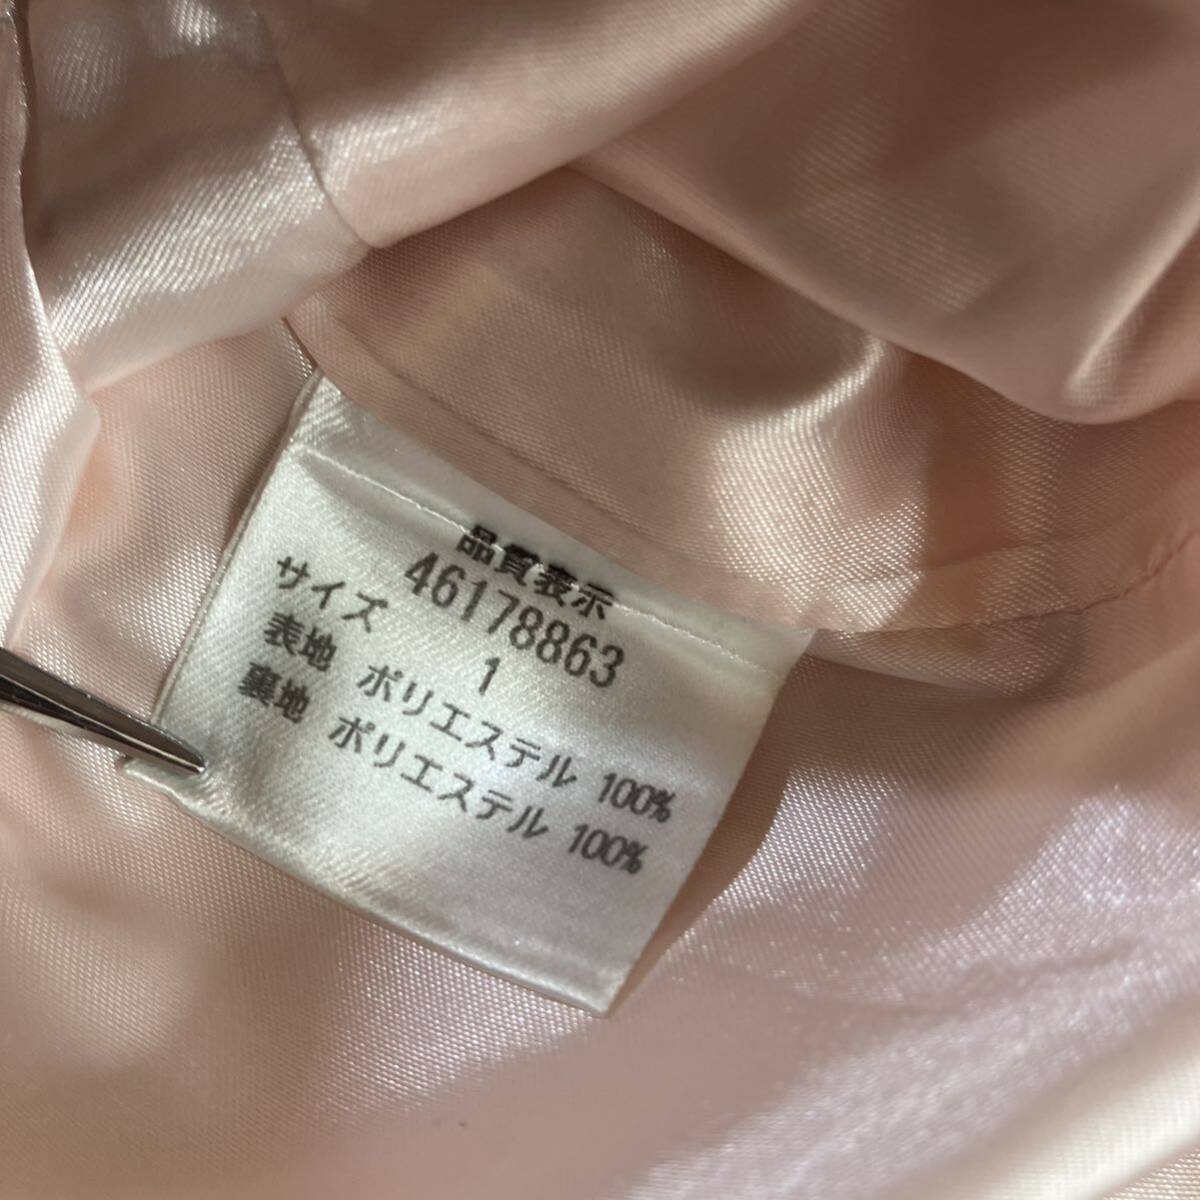 品質表示
46178863
サイズ 1
表地 ポリエステル 100%
裏地 ポリエステル 100%